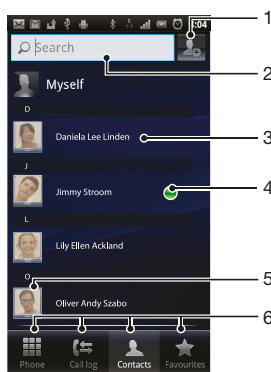 5:04
1
Search
2
Myself
D
Daniela Lee Linden
3
J
Jimmy Stroom
4
L
Lily Ellen Ackland
O
5
Oliver Andy Szabo
6
Phone
Call log
Contacts
Favourites